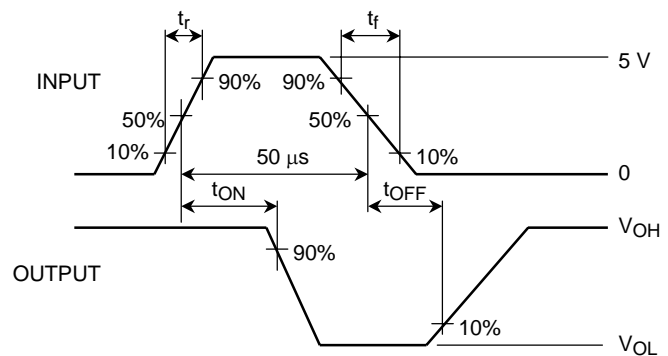 tr
tf
5 V
INPUT
90%
90%
50%
50%
10%
10%
50 μs
0
tON
tOFF
VOH
90%
OUTPUT
10%
VOL